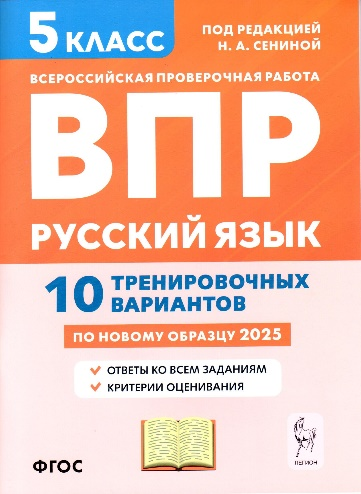 5 КЛАСС
ПОД РЕДАКЦИЕЙ
Н. А. СЕНИНОЙ
ВСЕРОССИЙСКАЯ ПРОВЕРОЧНАЯ РАБОТА
ВПР
РУССКИЙ ЯЗЫК
10 ТРЕНИРОВОЧНЫХ
ВАРИАНТОВ
ПО НОВОМУ ОБРАЗЦУ 2025
ОТВЕТЫ КО ВСЕМ ЗАДАНИЯМ
КРИТЕРИИ ОЦЕНИВАНИЯ
ФГОС
ЛЕГИОН